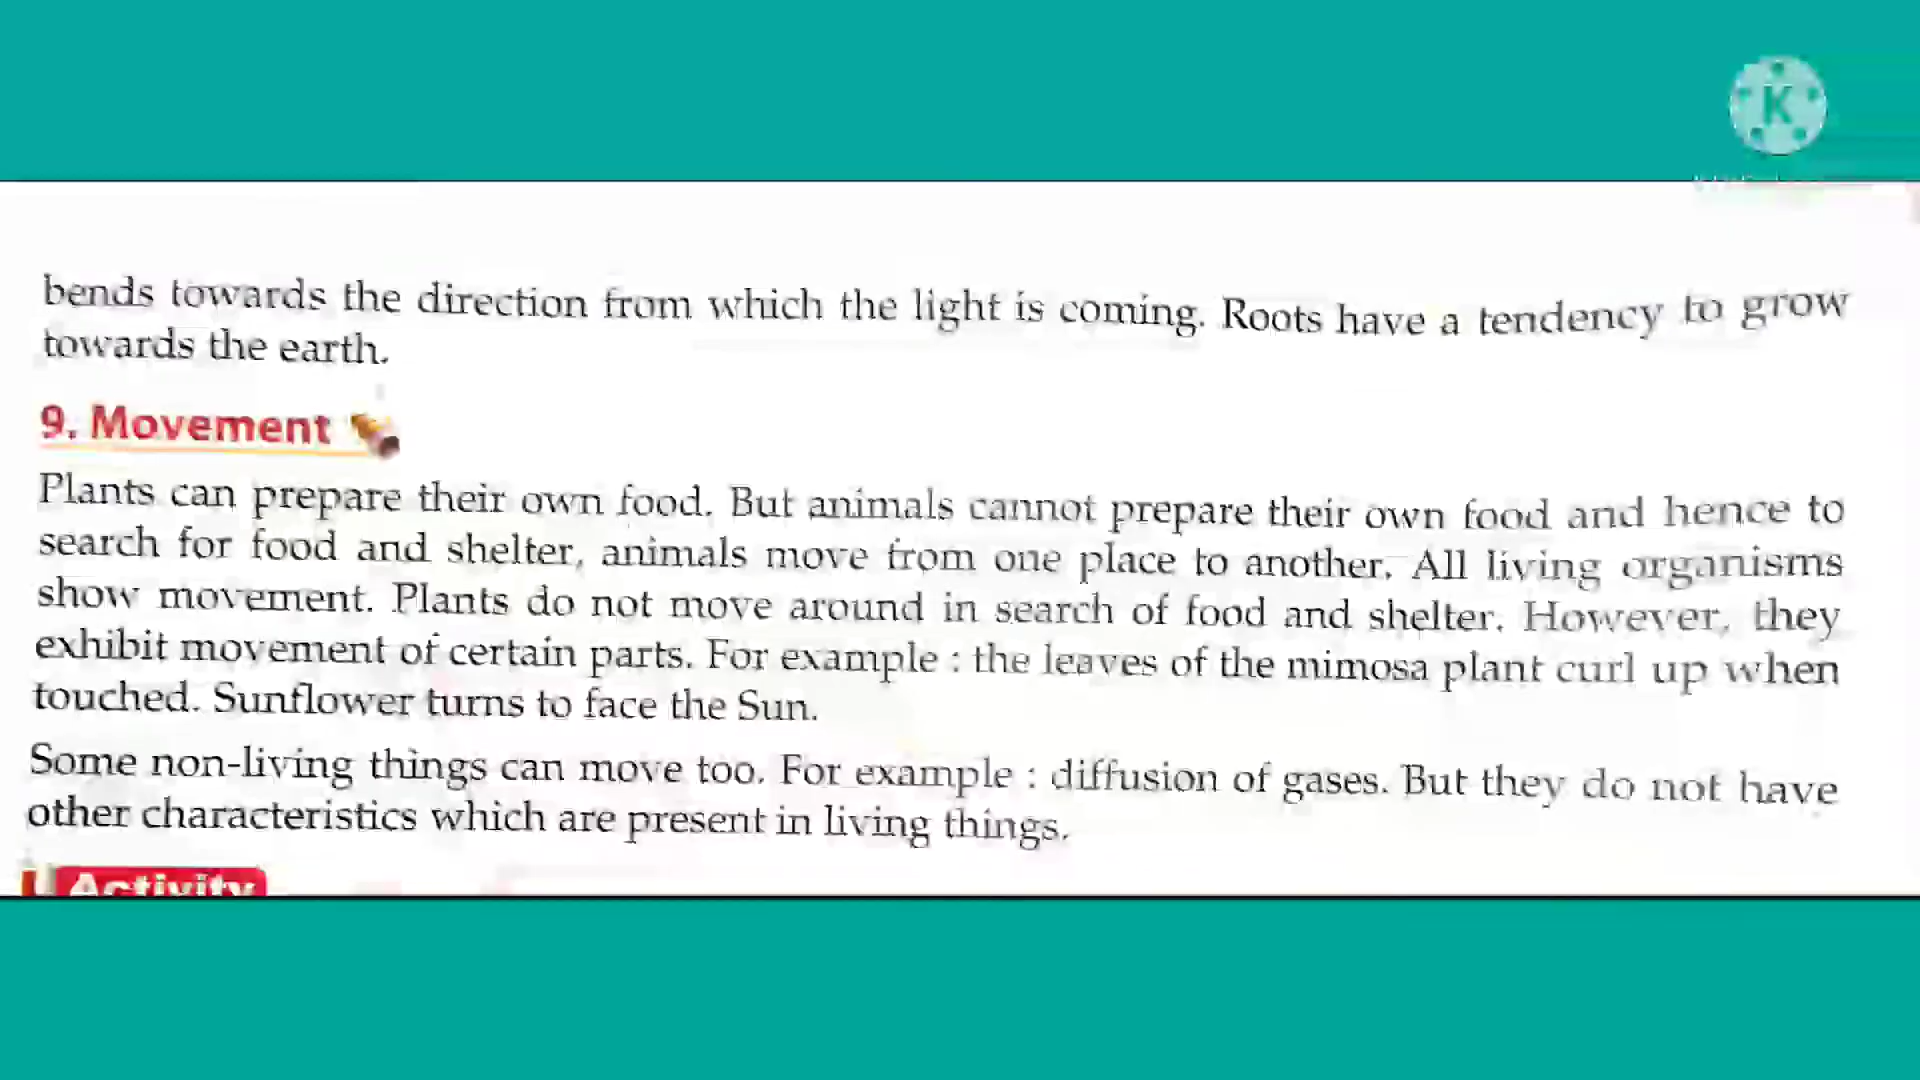 K
bends towards the direction from which the light is coming. Roots have a tendency to grow
towards the earth.
9. Movement
Plants can prepare their own food. But animals cannot prepare their own food and hence to
search for food and shelter, animals move from one place to another. All living organisms
show movement. Plants do not move around in search of food and shelter. However, they
exhibit movement of certain parts. For example : the leaves of the mimosa plant curl up when
touched. Sunflower turns to face the Sun.
Some non-living things can move too. For example : diffusion of gases. But they do not have
other characteristics which are present in living things.
Activity